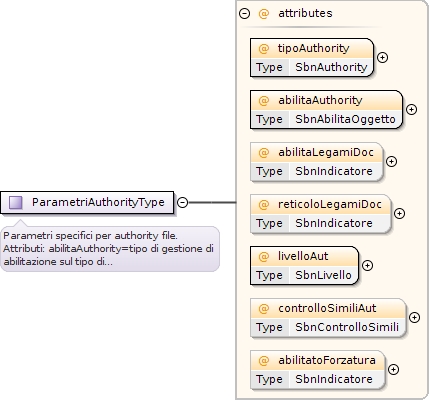 attributes
@ tipoAuthority
Type SbnAuthority
@ abilitaAuthority
Type SbnAbilitaOggetto
@ abilitaLegamiDoc
Type SbnIndicatore
ParametriAuthorityType
Parametri specifici per authority file.
Attributi: abilitaAuthority=tipo di gestione di
abilitazione sul tipo di...
@ reticoloLegamiDoc
Type SbnIndicatore
@ livelloAut
Type SbnLivello
@ controlloSimiliAut
Type SbnControlloSimili
@ abilitatoForzatura
Type SbnIndicatore